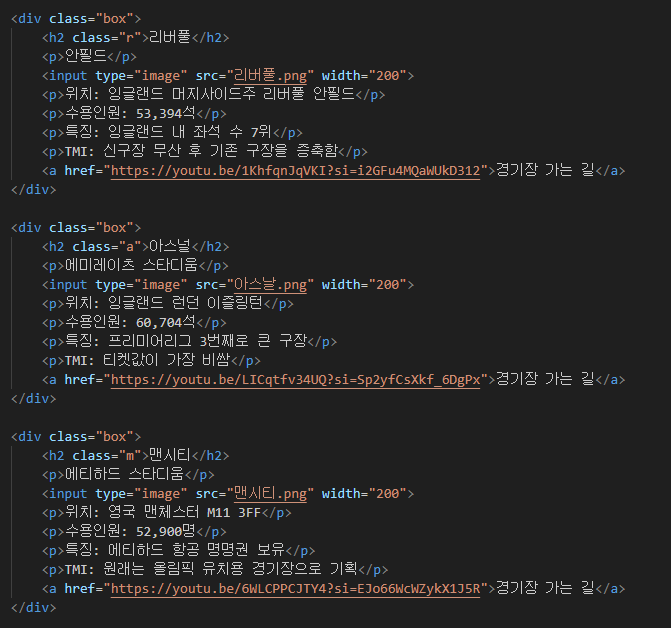 <div class="box">
<h2 class="r">리버풀</h2>
<p>안필드</p>
<input type="image" src="리버풀.png" width="200">
<p>위치: 잉글랜드 머지사이드주 리버풀 안필드</p>
<p>수용인원: 53,394석</p>
<p>특징: 잉글랜드 내 좌석 수 7위</p>
<p>TMI: 신구장 무산 후 기존 구장을 증축함</p>
<a href="https://youtu.be/1KhfqnJqVKI?si=i2GFu4MQaWUkD312">경기장 가는 길</a>
</div>
<div class="box">
<h2 class="a">아스널</h2>
<p>에미레이츠 스타디움</p>
<input type="image" src="아스날.png" width="200">
<p>위치: 잉글랜드 런던 이즐링턴</p>
<p>수용인원: 60,704석</p>
<p>특징: 프리미어리그 3번째로 큰 구장</p>
<p>TMI: 티켓값이 가장 비쌈</p>
<a href="https://youtu.be/LICqtfv34UQ?si=Sp2yfCsXkf_6DgPx">경기장 가는 길</a>
</div>
<div class="box">
<h2 class="m">맨시티</h2>
<p>에티하드 스타디움</p>
<input type="image" src="맨시티.png" width="200">
<p>위치: 영국 맨체스터 M11 3FF</p>
<p>수용인원: 52,900명</p>
<p>특징: 에티하드 항공 명명권 보유</p>
<p>TMI: 원래는 올림픽 유치용 경기장으로 기획</p>
<a href="https://youtu.be/6WLCPPCJTY4?si=EJo66WcWZykX1J5R">경기장 가는 길</a>
</div>